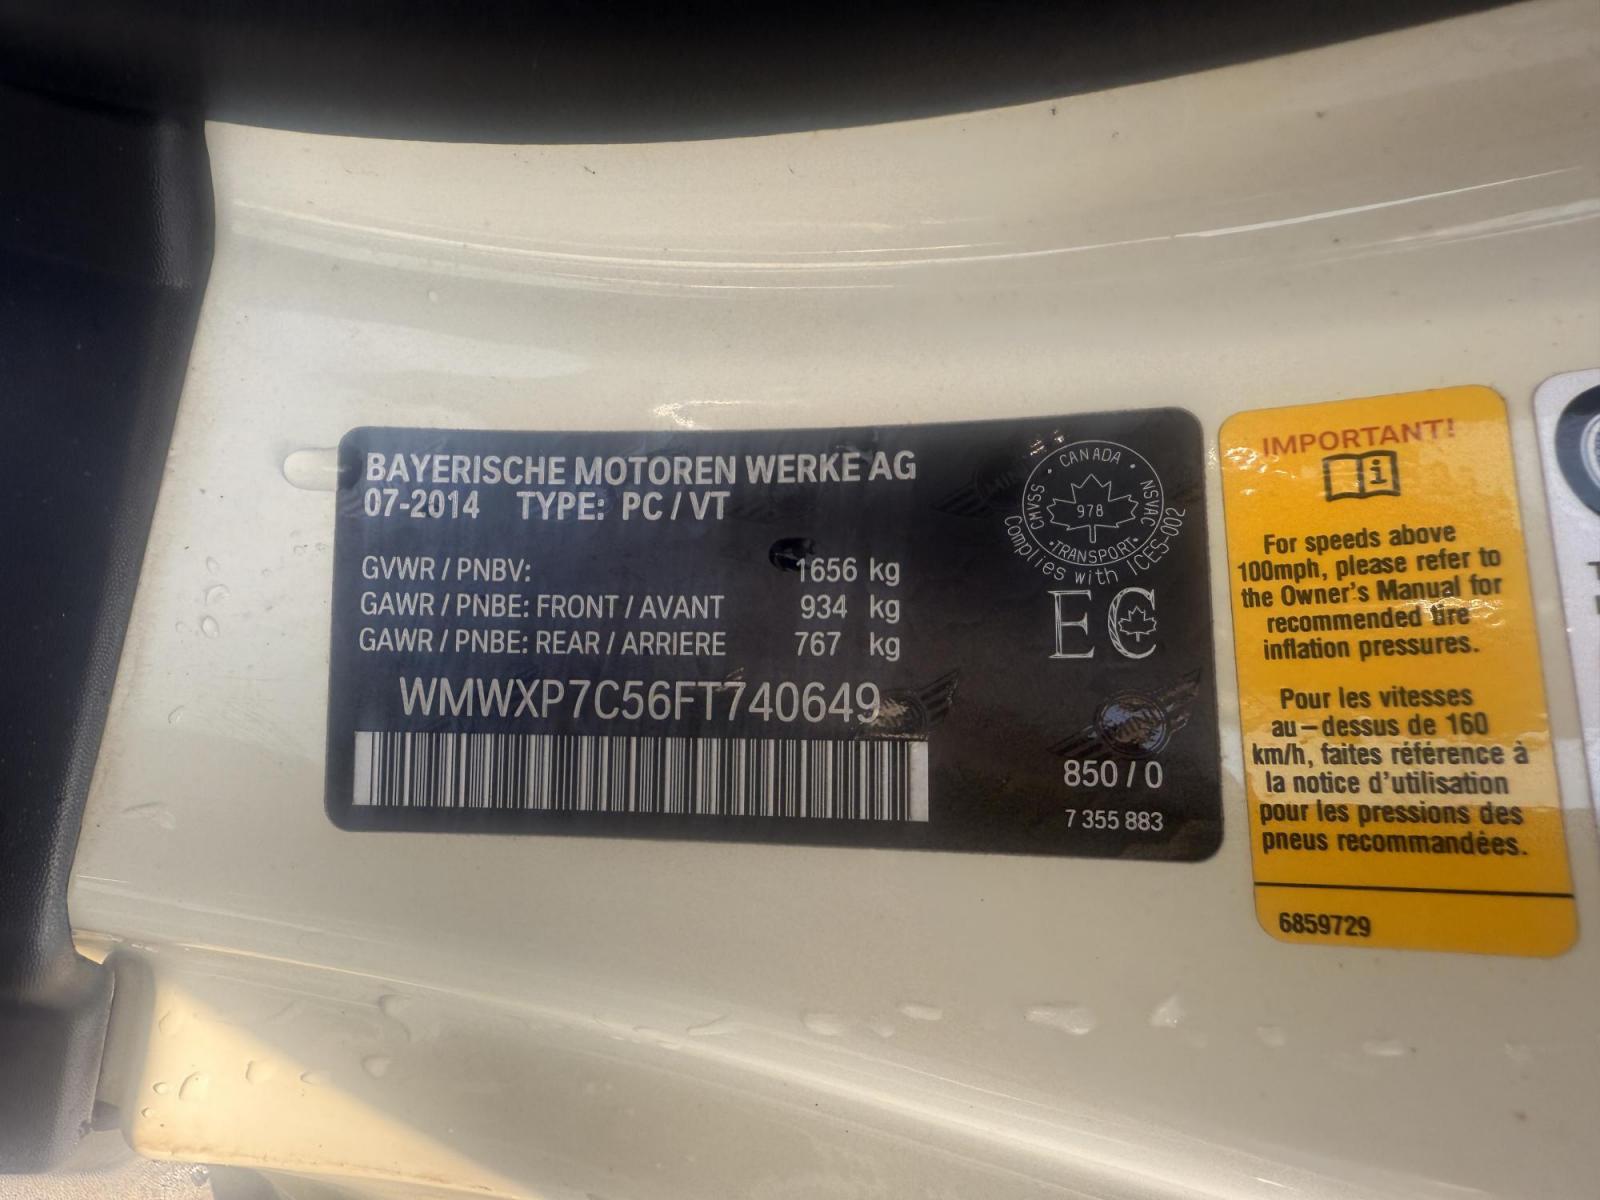 BAYERISCHE MOTOREN WERKE AG
07-2014 TYPE: PC / VT
GVWR / PNBV: 1656 kg
GAWR / PNBE: FRONT / AVANT 934 kg
GAWR / PNBE: REAR / ARRIERE 767 kg
WMWXP7C56FT740649
CANADA
CMVSS
NSVAC
978
TRANSPORT
Complies with ICES-002
EC
MINI
850 / 0
7 355 883
IMPORTANT!
i
For speeds above
100mph, please refer to
the Owner's Manual for
recommended tire
inflation pressures.
Pour les vitesses
au-dessus de 160
km/h, faites référence à
la notice d'utilisation
pour les pressions des
pneus recommandées.
6859729